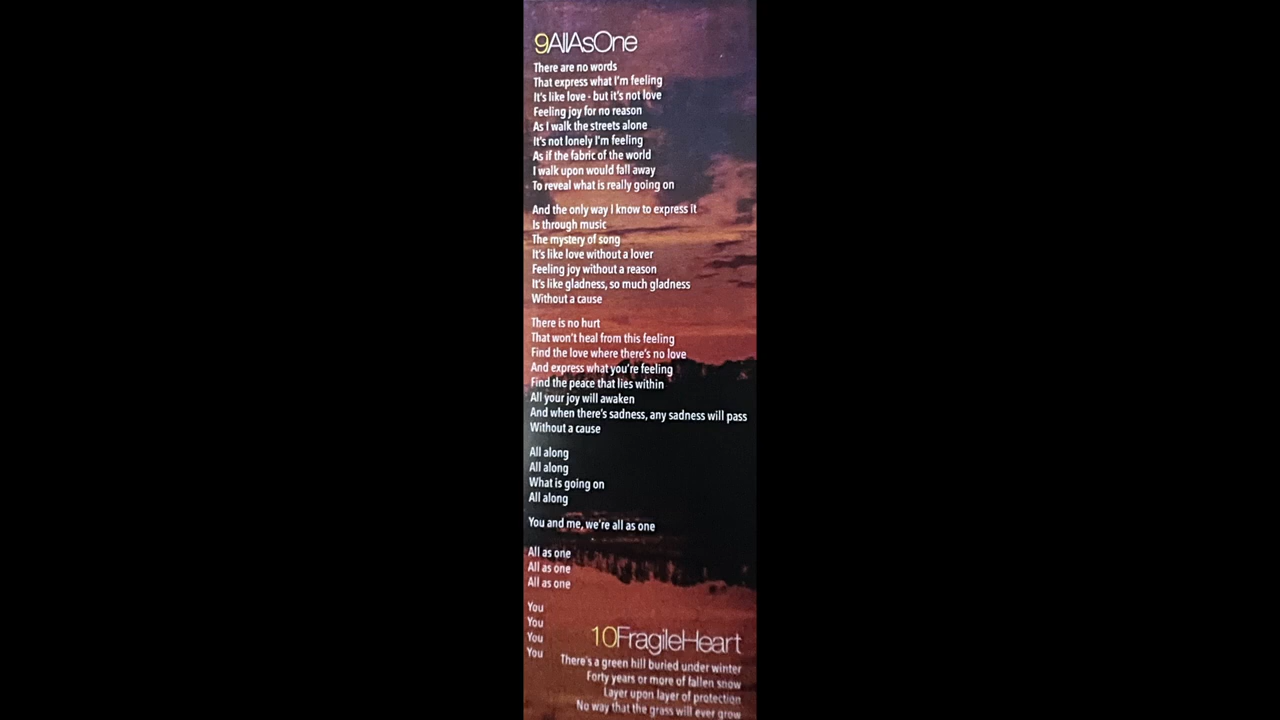 9AllAsOne
There are no words
That express what I'm feeling
It's like love - but it's not love
Feeling joy for no reason
As I walk the streets alone
It's not lonely I'm feeling
As if the fabric of the world
I walk upon would fall away
To reveal what is really going on
And the only way I know to express it
Is through music
The mystery of song
It's like love without a lover
Feeling joy without a reason
It's like gladness, so much gladness
Without a cause
There is no hurt
That won't heal from this feeling
Find the love where there's no love
And express what you're feeling
Find the peace that lies within
All your joy will awaken
And when there's sadness, any sadness will pass
Without a cause
All along
All along
What is going on
All along
You and me, we're all as one
All as one
All as one
All as one
You
You
You
You
10FragileHeart
There's a green hill buried under winter
Forty years or more of fallen snow
Layer upon layer of protection
No way that the grass will ever grow